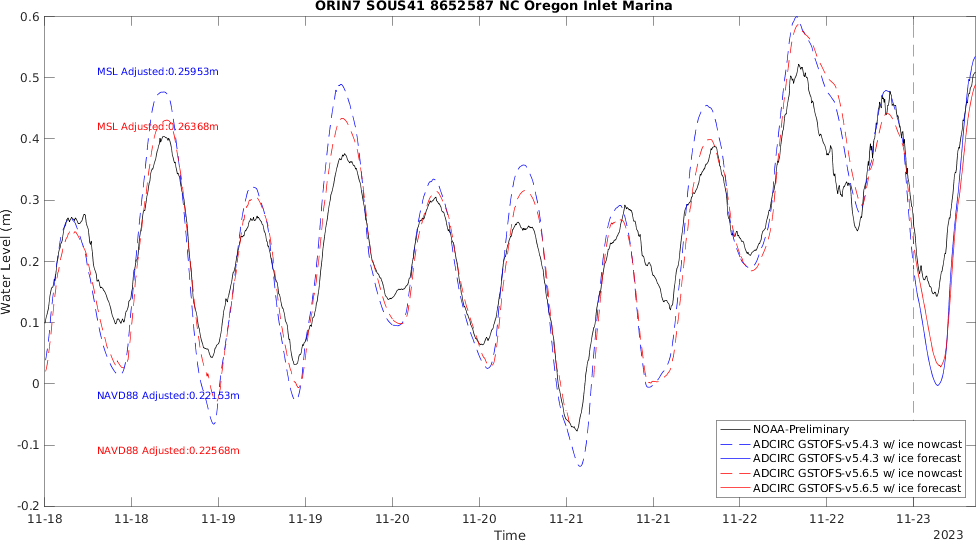 ORIN7 SOUS41 8652587 NC Oregon Inlet Marina
0.6
0.5
0.4
0.3
0.2
0.1
0
-0.1
-0.2
Water Level (m)
MSL Adjusted:0.25953m
MSL Adjusted:0.26368m
NAVD88 Adjusted:0.22153m
NAVD88 Adjusted:0.22568m
NOAA-Preliminary
ADCIRC GSTOFS-v5.4.3 w/ ice nowcast
ADCIRC GSTOFS-v5.4.3 w/ ice forecast
ADCIRC GSTOFS-v5.6.5 w/ ice nowcast
ADCIRC GSTOFS-v5.6.5 w/ ice forecast
11-18 11-18 11-19 11-19 11-20 11-20 11-21 11-21 11-22 11-22 11-23
Time
2023